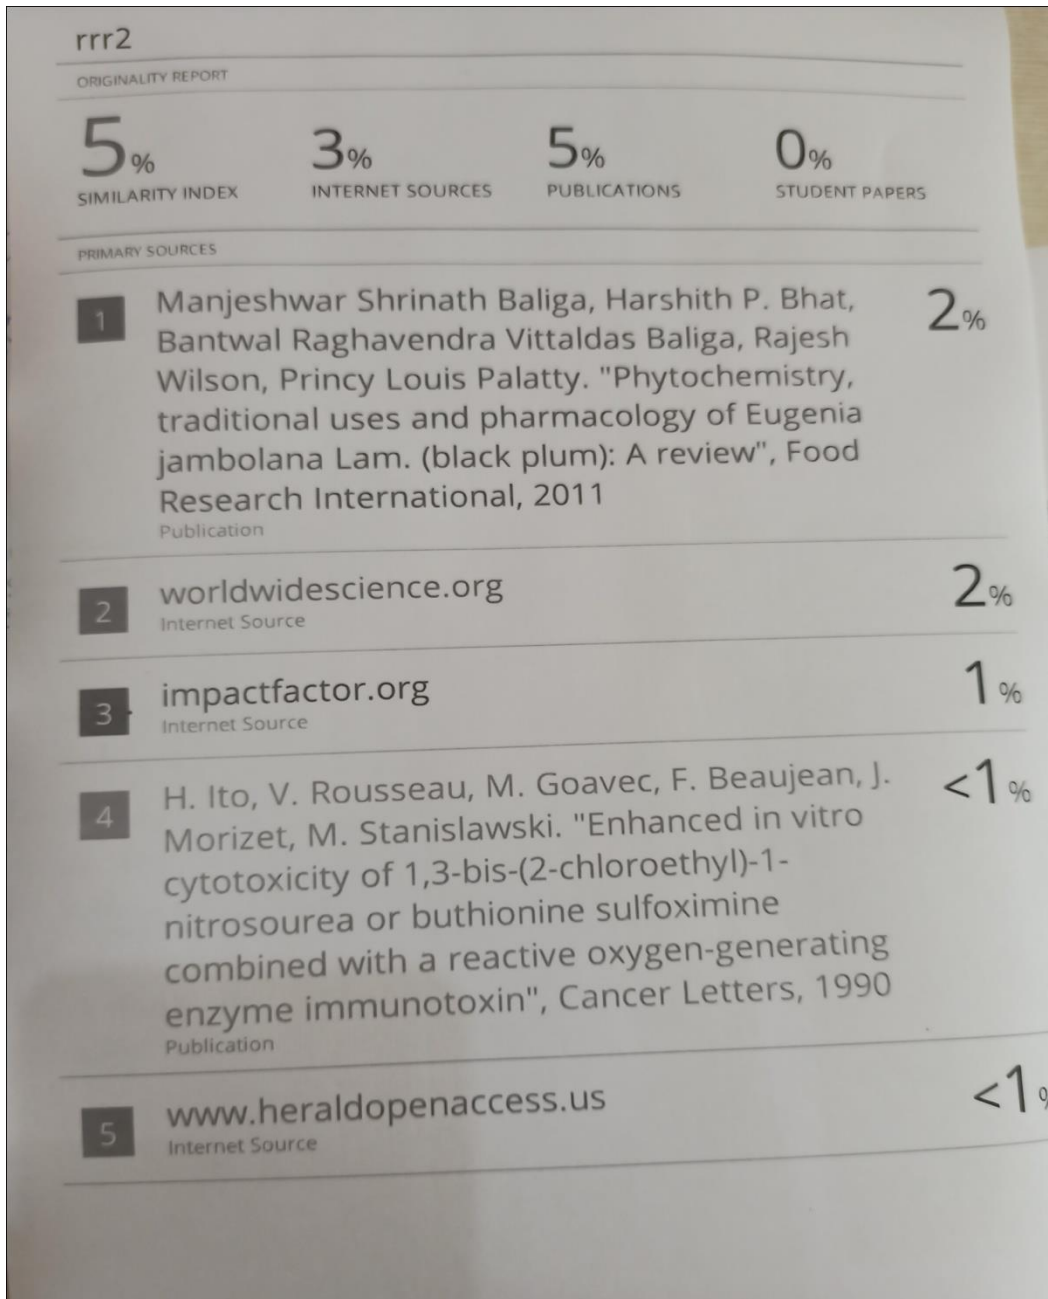 rrr2
ORIGINALITY REPORT
5% 3% 5% 0%
SIMILARITY INDEX INTERNET SOURCES PUBLICATIONS STUDENT PAPERS
PRIMARY SOURCES
1 Manjeshwar Shrinath Baliga, Harshith P. Bhat, 2%
Bantwal Raghavendra Vittaldas Baliga, Rajesh
Wilson, Princy Louis Palatty. "Phytochemistry,
traditional uses and pharmacology of Eugenia
jambolana Lam. (black plum): A review", Food
Research International, 2011
Publication
2 worldwidescience.org 2%
Internet Source
3 impactfactor.org 1%
Internet Source
4 H. Ito, V. Rousseau, M. Goavec, F. Beaujean, J. <1%
Morizet, M. Stanislawski. "Enhanced in vitro
cytotoxicity of 1,3-bis-(2-chloroethyl)-1-
nitrosourea or buthionine sulfoximine
combined with a reactive oxygen-generating
enzyme immunotoxin", Cancer Letters, 1990
Publication
5 www.heraldopenaccess.us <1%
Internet Source